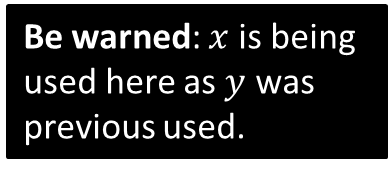 Be warned: x is being
used here as y was
previous used.